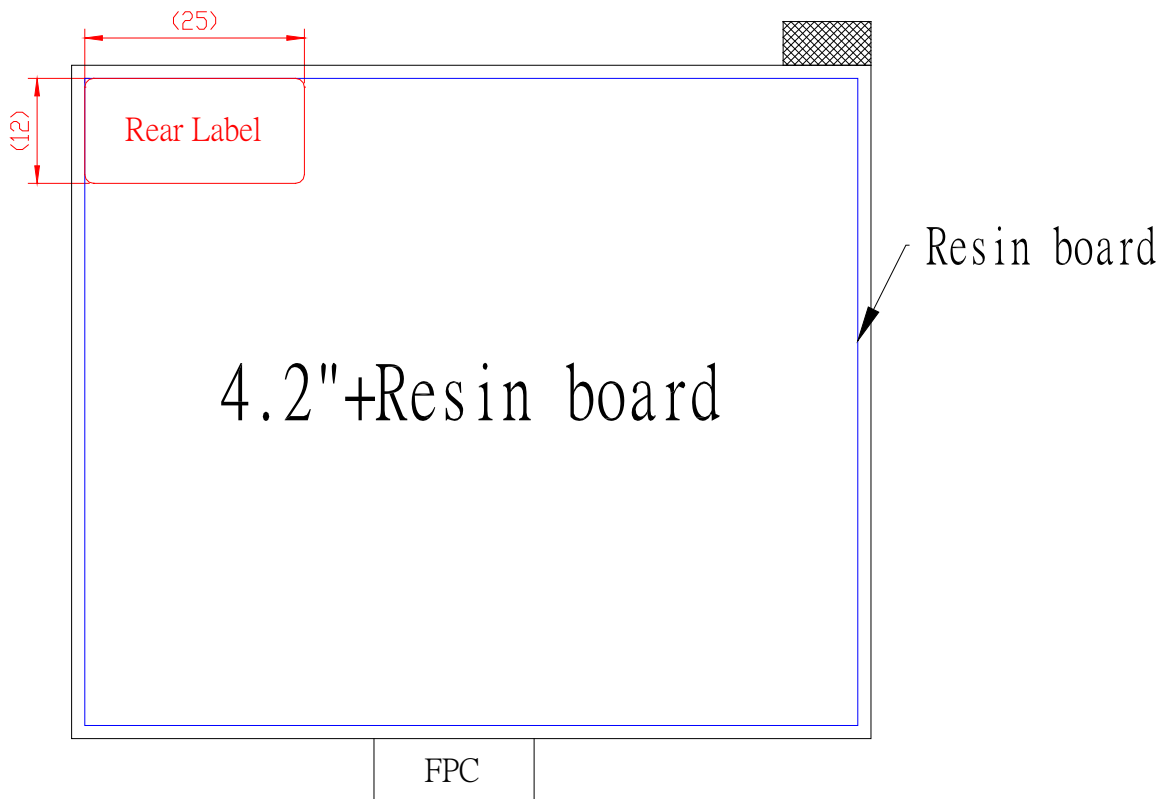 (25)
(12)
Rear Label
Resin board
4.2"+Resin board
FPC